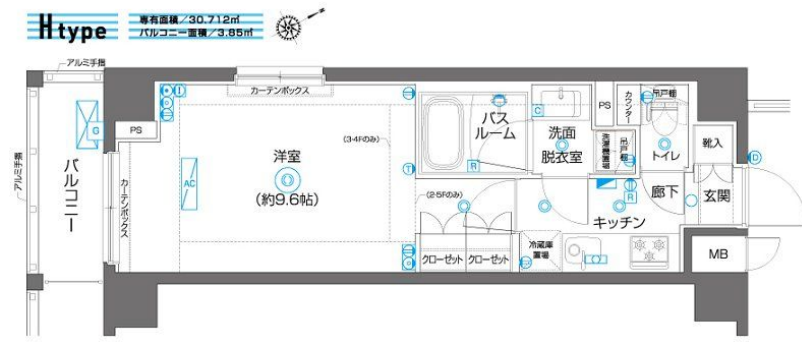 Htype
専有面積／30.712㎡
バルコニー面積／3.85㎡
アルミ手摺
アルミ手摺
バルコニー
G
PS
カーテンボックス
カーテンボックス
AC
洋室
(約9.6帖)
(3·4Fのみ)
(2·5Fのみ)
T
バス
ルーム
R
C
洗面
脱衣室
PS
カウンター
吊戸棚
洗濯機置場
吊戸棚
トイレ
靴入
D
廊下
玄関
R
キッチン
冷蔵庫
置場
クローゼット
クローゼット
MB